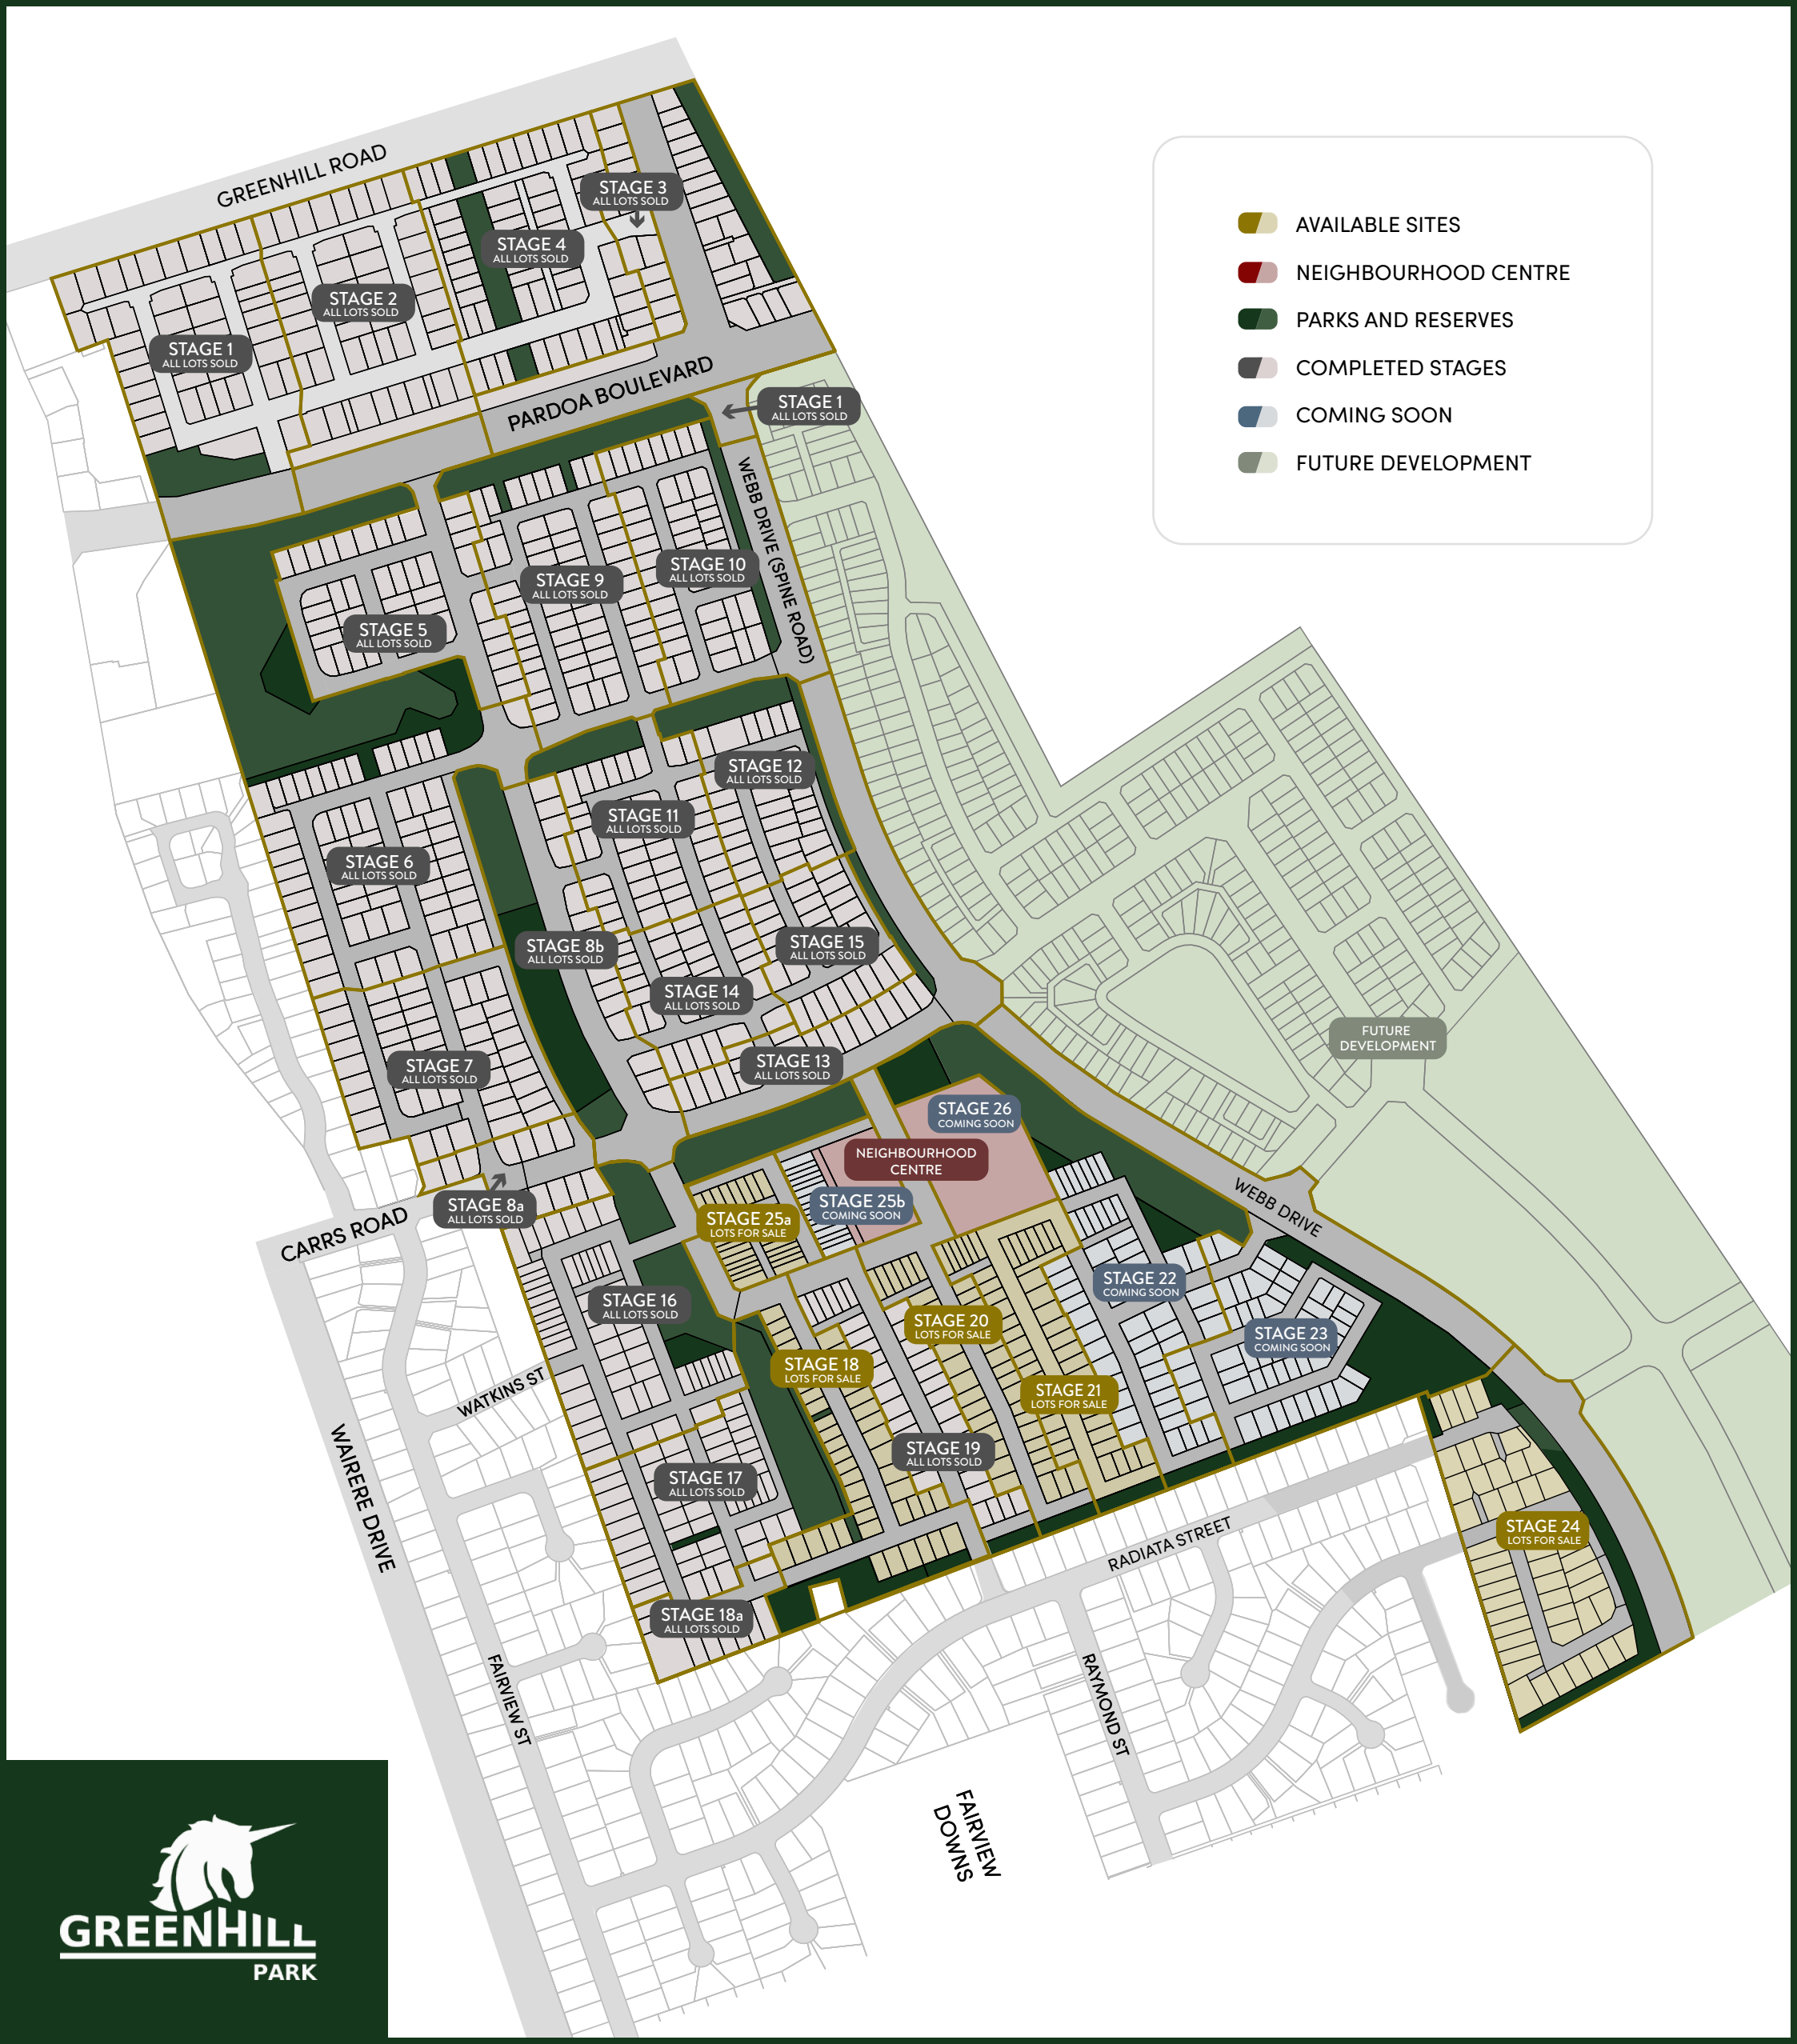 GREENHILL ROAD
STAGE 3
ALL LOTS SOLD
STAGE 4
ALL LOTS SOLD
STAGE 2
ALL LOTS SOLD
STAGE 1
ALL LOTS SOLD
AVAILABLE SITES
NEIGHBOURHOOD CENTRE
PARKS AND RESERVES
COMPLETED STAGES
COMING SOON
FUTURE DEVELOPMENT
PARDOA BOULEVARD
STAGE 1
ALL LOTS SOLD
WEBB DRIVE (SPINE ROAD)
STAGE 10
ALL LOTS SOLD
STAGE 9
ALL LOTS SOLD
STAGE 5
ALL LOTS SOLD
STAGE 12
ALL LOTS SOLD
STAGE 11
ALL LOTS SOLD
STAGE 6
ALL LOTS SOLD
STAGE 8b
ALL LOTS SOLD
STAGE 15
ALL LOTS SOLD
STAGE 14
ALL LOTS SOLD
FUTURE
DEVELOPMENT
STAGE 7
ALL LOTS SOLD
STAGE 13
ALL LOTS SOLD
STAGE 26
COMING SOON
NEIGHBOURHOOD
CENTRE
STAGE 8a
ALL LOTS SOLD
STAGE 25b
COMING SOON
STAGE 25a
LOTS FOR SALE
WEBB DRIVE
CARRS ROAD
STAGE 22
COMING SOON
STAGE 16
ALL LOTS SOLD
STAGE 20
LOTS FOR SALE
STAGE 23
COMING SOON
STAGE 18
LOTS FOR SALE
STAGE 21
LOTS FOR SALE
WATKINS ST
STAGE 19
ALL LOTS SOLD
STAGE 17
ALL LOTS SOLD
WAIRERE DRIVE
STAGE 24
LOTS FOR SALE
RADIATA STREET
STAGE 18a
ALL LOTS SOLD
FAIRVIEW ST
RAYMOND ST
FAIRVIEW
DOWNS
GREENHILL
PARK